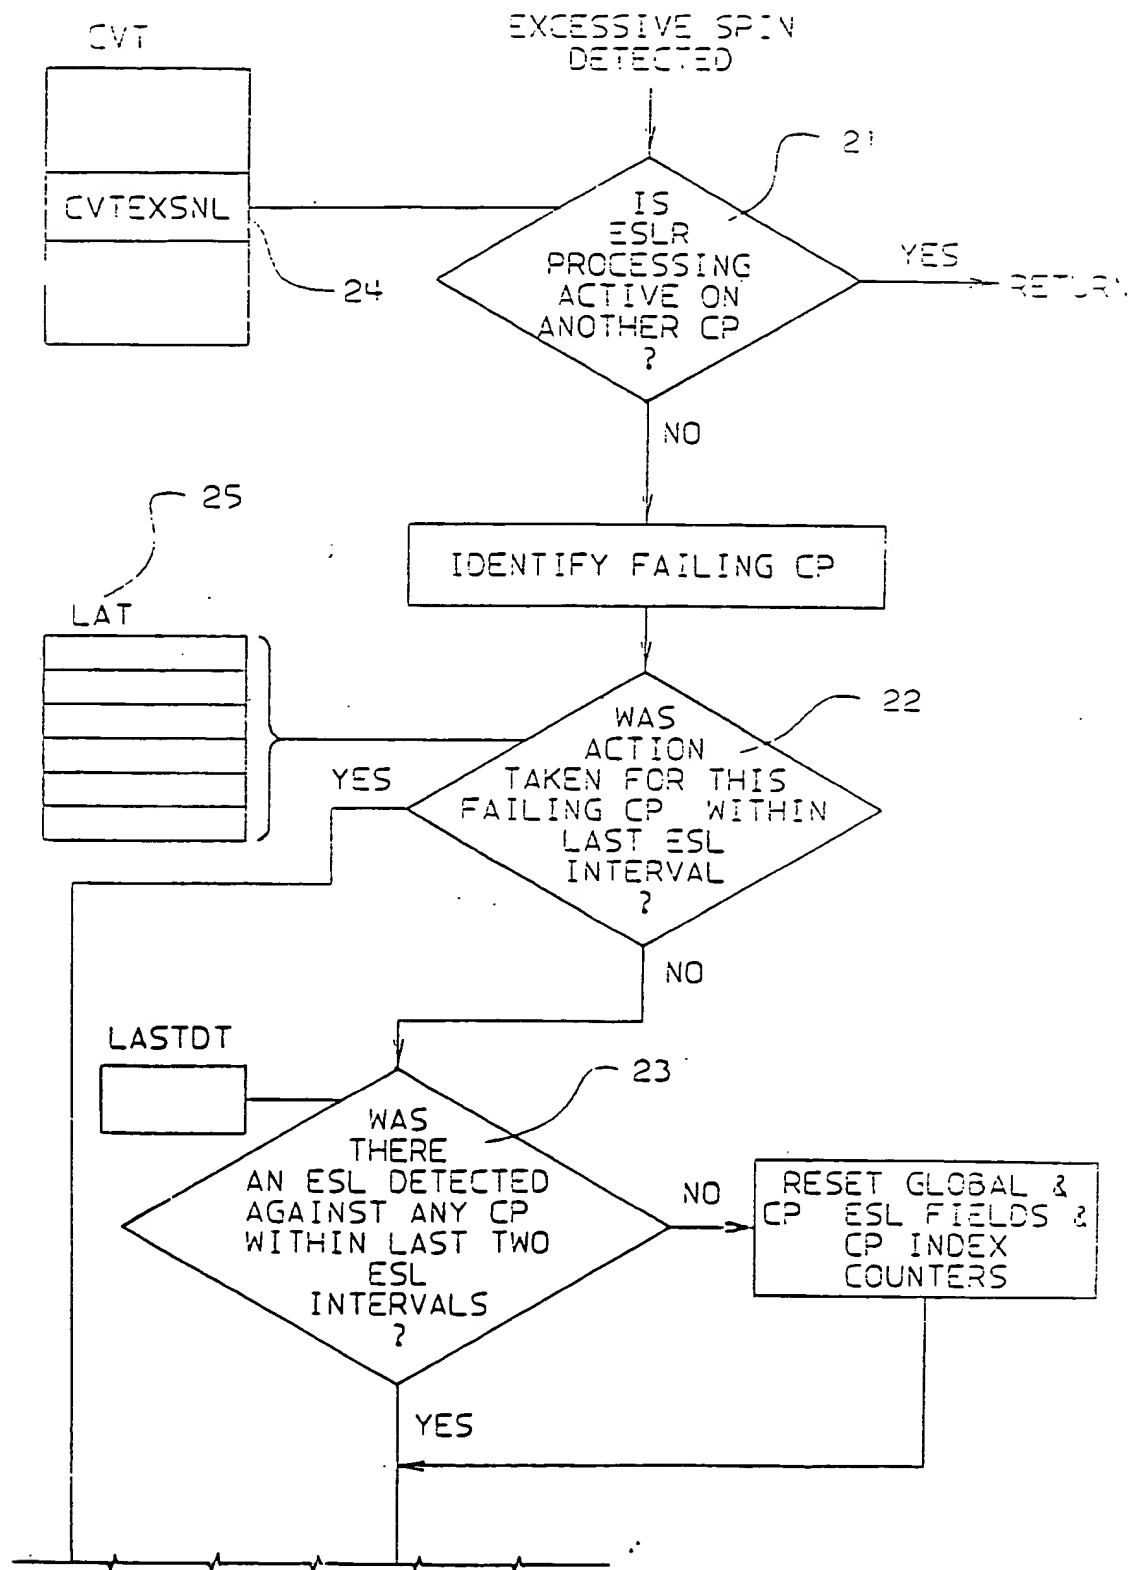 CVT
EXCESSIVE SPIN
DETECTED
21
CVTEXSNL
24
IS
ESLR
PROCESSING
ACTIVE ON
ANOTHER CP
?
YES
RETURN
NO
25
IDENTIFY FAILING CP
LAT
22
WAS
ACTION
TAKEN FOR THIS
FAILING CP WITHIN
LAST ESL
INTERVAL
?
YES
NO
LASTDT
23
WAS
THERE
AN ESL DETECTED
AGAINST ANY CP
WITHIN LAST TWO
ESL
INTERVALS
?
NO
RESET GLOBAL &
CP ESL FIELDS &
CP INDEX
COUNTERS
YES